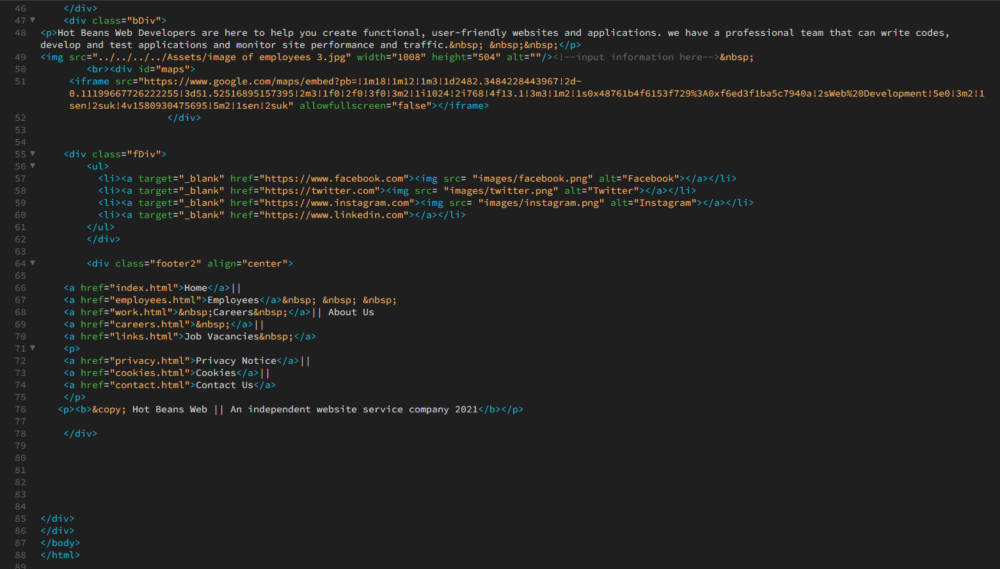 46 </div>
47 <div class="bDiv">
48 <p>Hot Beans Web Developers are here to help you create functional, user-friendly websites and applications. we have a professional team that can write codes,
develop and test applications and monitor site performance and traffic.&nbsp; &nbsp;&nbsp;</p>
49 <img src="../../../../Assets/image of employees 3.jpg" width="1008" height="504" alt=""/><!--input information here-->&nbsp;
50 <br><div id="maps">
51 <iframe src="https://www.google.com/maps/embed?pb=!1m18!1m12!1m3!1d2482.3484228443967!2d-
0.11199667726222255!3d51.52516895157395!2m3!1f0!2f0!3f0!3m2!1i1024!2i768!4f13.1!3m3!1m2!1s0x48761b4f6153f729%3A0xf6ed3f1ba5c7940a!2sWeb%20Development!5e0!3m2!1
sen!2suk!4v1580930475695!5m2!1sen!2suk" allowfullscreen="false"></iframe>
52 </div>
53
54
55 <div class="fDiv">
56 <ul>
57 <li><a target="_blank" href="https://www.facebook.com"><img src= "images/facebook.png" alt="Facebook"></a></li>
58 <li><a target="_blank" href="https://twitter.com"><img src= "images/twitter.png" alt="Twitter"></a></li>
59 <li><a target="_blank" href="https://www.instagram.com"><img src= "images/instagram.png" alt="Instagram"></a></li>
60 <li><a target="_blank" href="https://www.linkedin.com"></a></li>
61 </ul>
62 </div>
63
64 <div class="footer2" align="center">
65
66 <a href="index.html">Home</a>||
67 <a href="employees.html">Employees</a>&nbsp; &nbsp; &nbsp;
68 <a href="work.html">&nbsp;Careers&nbsp;</a>|| About Us
69 <a href="careers.html">&nbsp;</a>||
70 <a href="links.html">Job Vacancies&nbsp;</a>
71 <p>
72 <a href="privacy.html">Privacy Notice</a>||
73 <a href="cookies.html">Cookies</a>||
74 <a href="contact.html">Contact Us</a>
75 </p>
76 <p><b>&copy; Hot Beans Web || An independent website service company 2021</b></p>
77
78 </div>
79
80
81
82
83
84
85 </div>
86 </div>
87 </body>
88 </html>
89